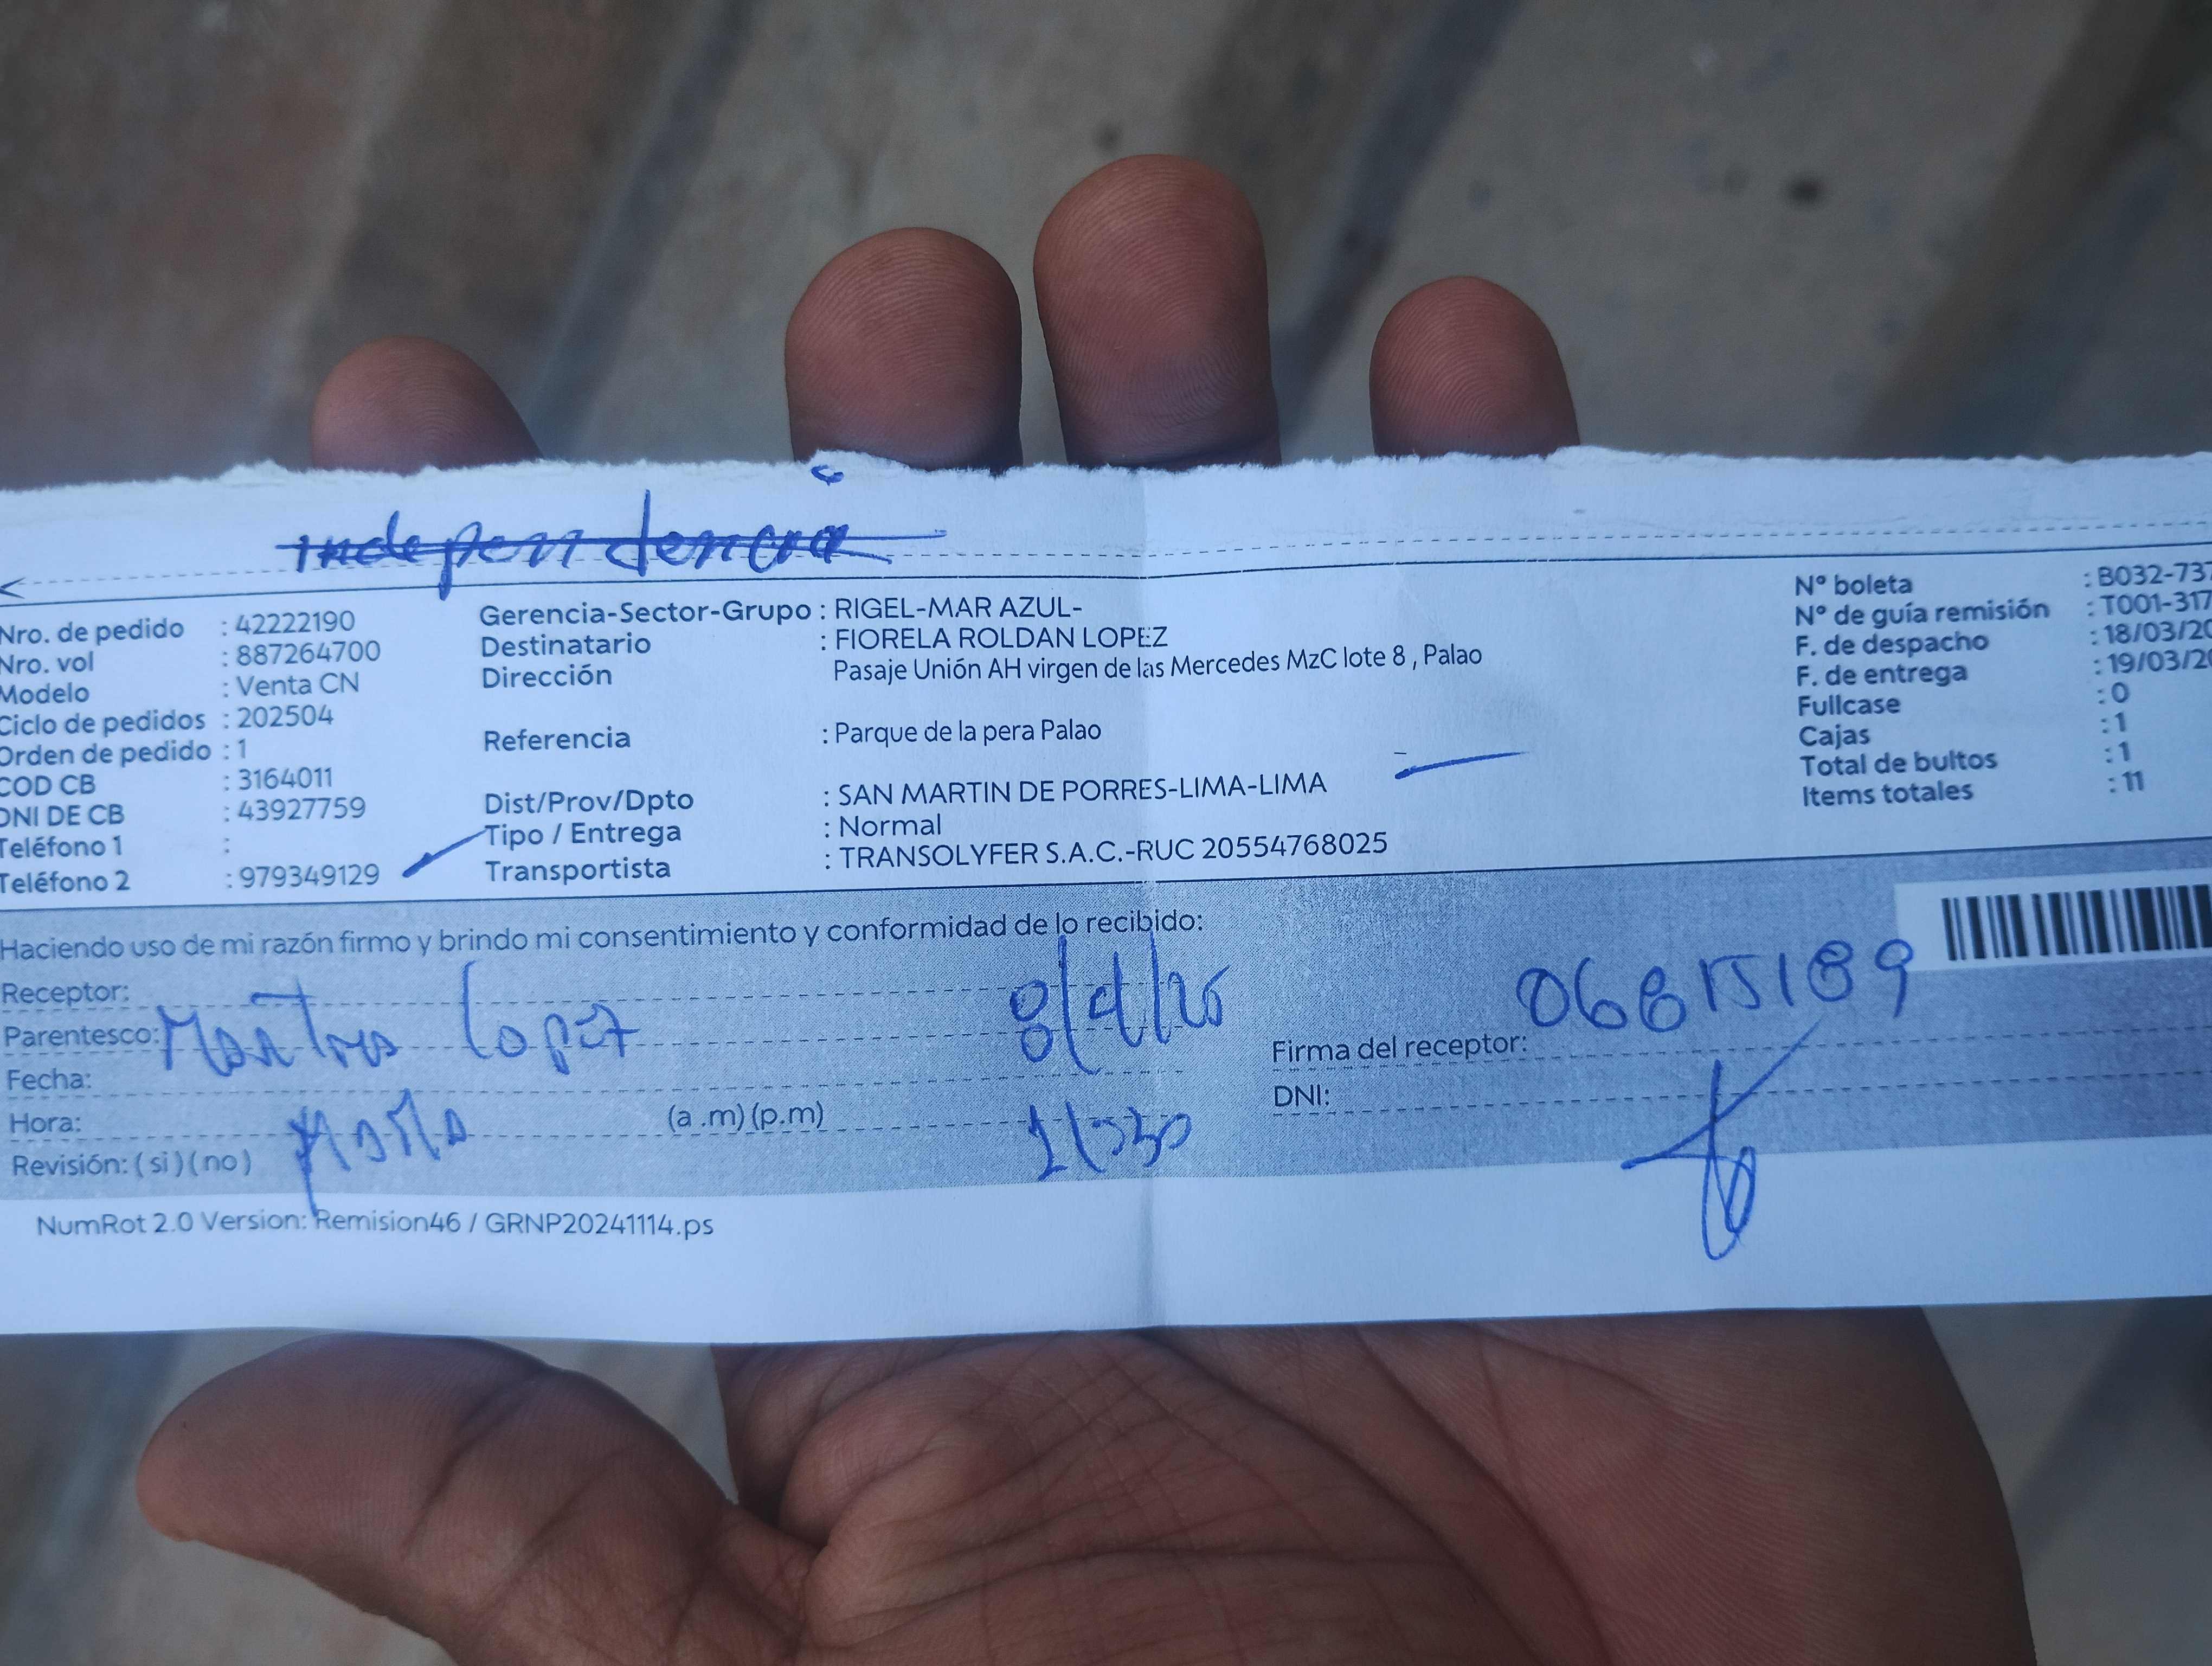 independencia
Nro. de pedido : 42222190
Nro. vol : 887264700
Modelo : Venta CN
Ciclo de pedidos : 202504
Orden de pedido : 1
COD CB : 3164011
DNI DE CB : 43927759
Teléfono 1 :
Teléfono 2 : 979349129
Gerencia-Sector-Grupo : RIGEL-MAR AZUL-
Destinatario : FIORELA ROLDAN LOPEZ
Dirección Pasaje Unión AH virgen de las Mercedes MzC lote 8 , Palao
Referencia : Parque de la pera Palao
Dist/Prov/Dpto : SAN MARTIN DE PORRES-LIMA-LIMA
Tipo / Entrega : Normal
Transportista : TRANSOLYFER S.A.C.-RUC 20554768025
N° boleta : B032-737
N° de guía remisión : T001-317
F. de despacho : 18/03/20
F. de entrega : 19/03/20
Fullcase : 0
Cajas : 1
Total de bultos : 1
Items totales : 11
Haciendo uso de mi razón firmo y brindo mi consentimiento y conformidad de lo recibido:
Receptor:
Parentesco: Lopez
Fecha:
Hora: (a .m) (p.m)
Revisión: ( si ) ( no )
06815189
Firma del receptor:
DNI:
NumRot 2.0 Version: Remision46 / GRNP20241114.ps